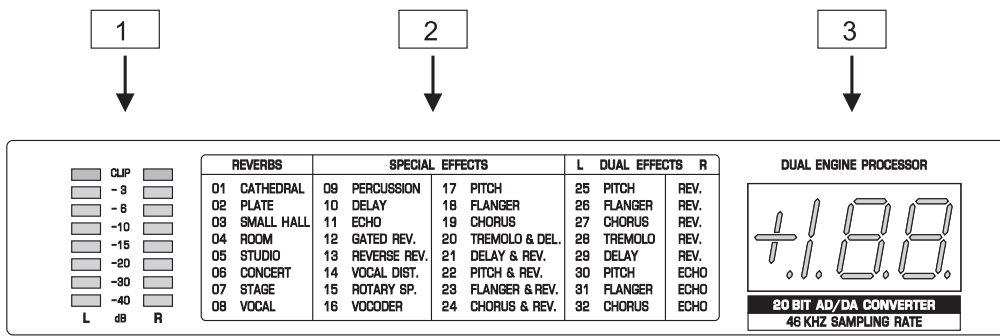 1 2 3
CLIP
- 3
- 6
-10
-15
-20
-30
-40
L dB R
REVERBS SPECIAL EFFECTS L DUAL EFFECTS R
01 CATHEDRAL 09 PERCUSSION 17 PITCH 25 PITCH REV.
02 PLATE 10 DELAY 18 FLANGER 26 FLANGER REV.
03 SMALL HALL 11 ECHO 19 CHORUS 27 CHORUS REV.
04 ROOM 12 GATED REV. 20 TREMOLO & DEL. 28 TREMOLO REV.
05 STUDIO 13 REVERSE REV. 21 DELAY & REV. 29 DELAY REV.
06 CONCERT 14 VOCAL DIST. 22 PITCH & REV. 30 PITCH ECHO
07 STAGE 15 ROTARY SP. 23 FLANGER & REV. 31 FLANGER ECHO
08 VOCAL 16 VOCODER 24 CHORUS & REV. 32 CHORUS ECHO
DUAL ENGINE PROCESSOR
+1.8.8
20 BIT AD/DA CONVERTER
46 KHZ SAMPLING RATE